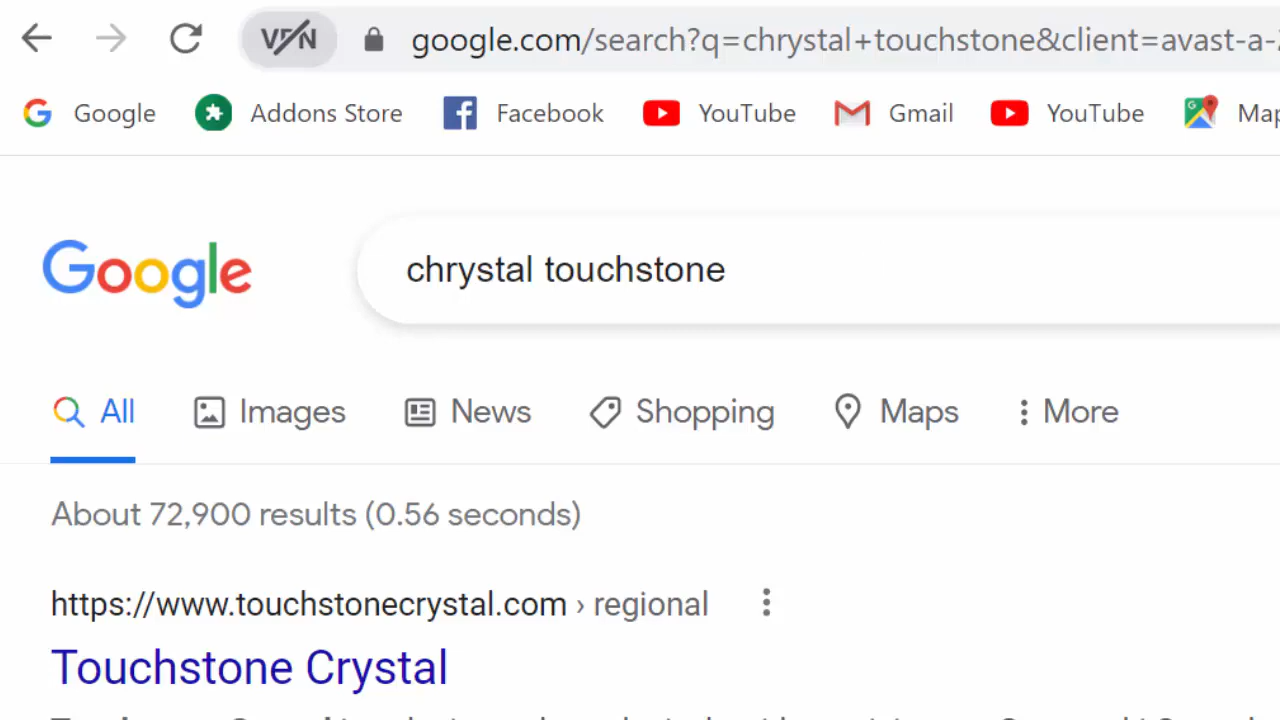 VPN google.com/search?q=chrystal+touchstone&client=avast-a-
Google Addons Store Facebook YouTube Gmail YouTube
Google chrystal touchstone
All Images News Shopping Maps More
About 72,900 results (0.56 seconds)
https://www.touchstonecrystal.com › regional
Touchstone Crystal